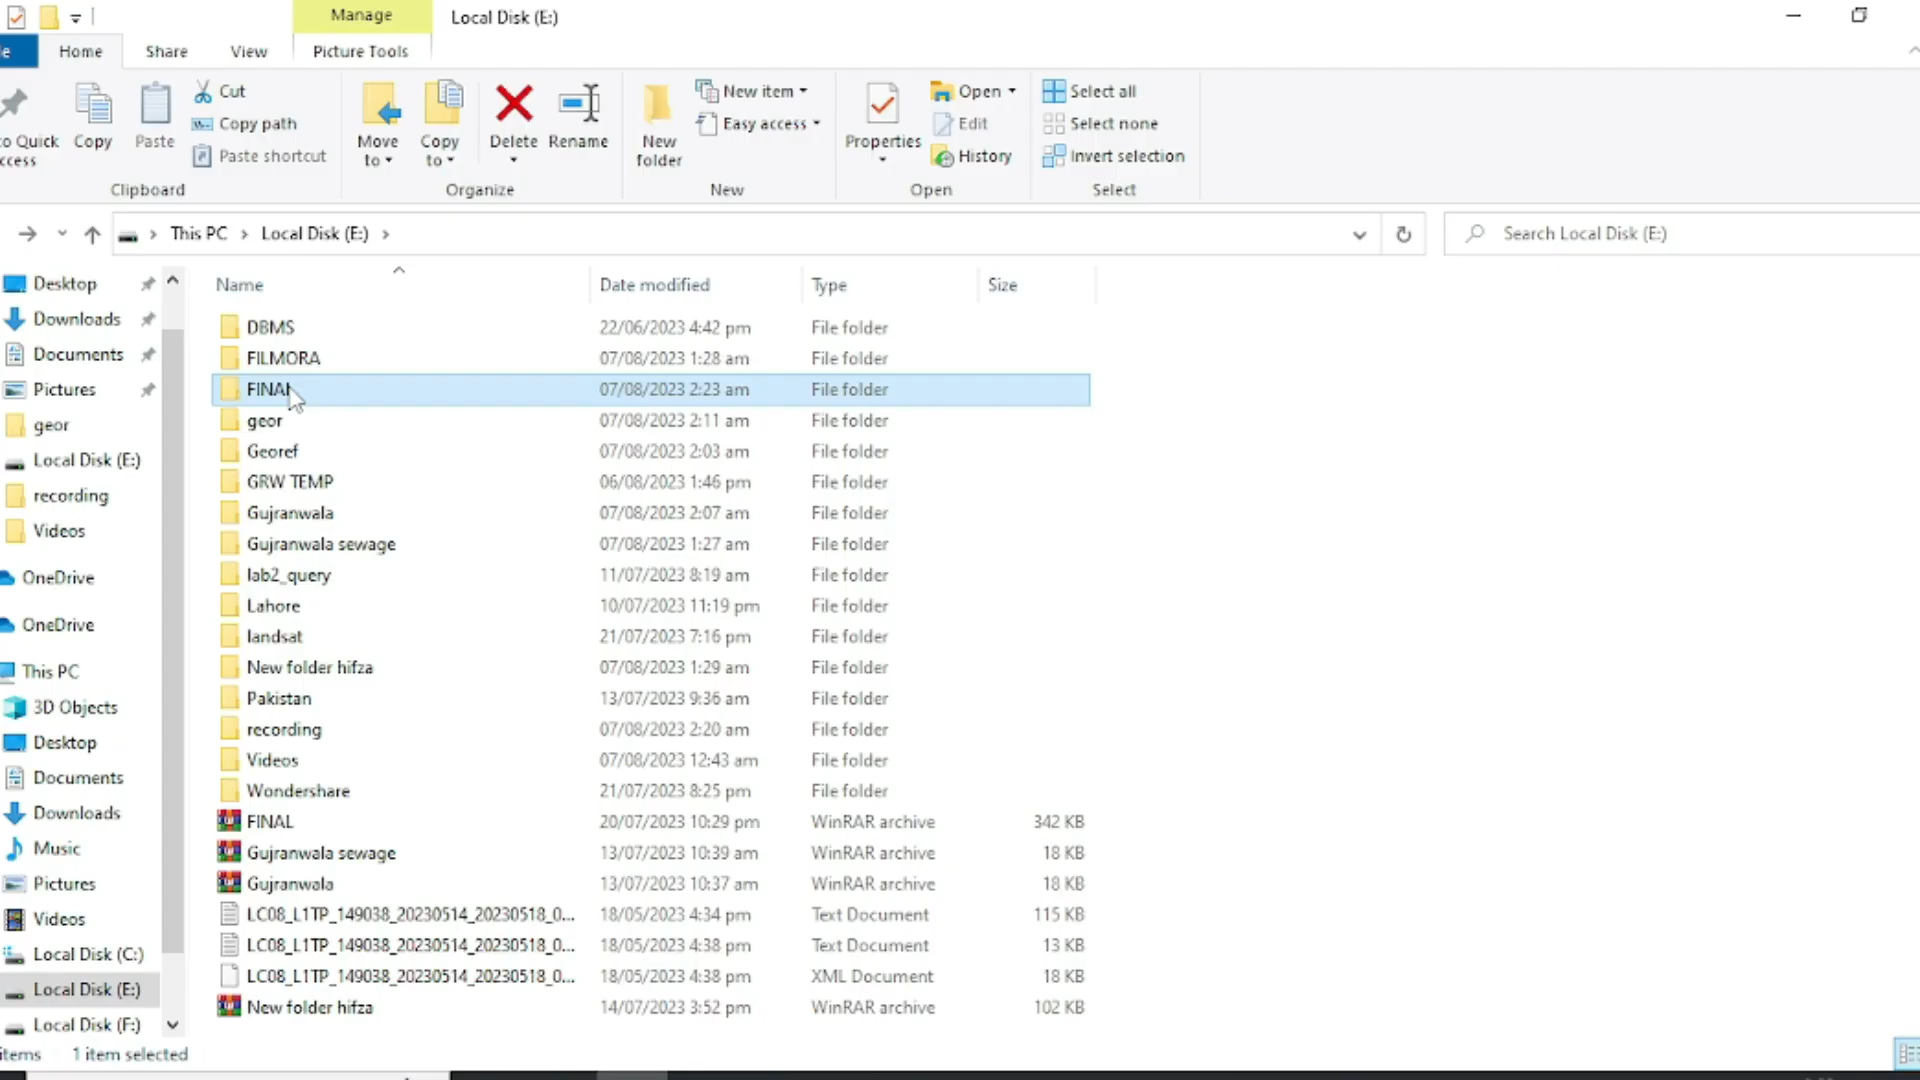 Manage
Local Disk (E:)
Home
Share
View
Picture Tools
to Quick
Copy
Paste
Cut
Copy path
Paste shortcut
Clipboard
Move to
Copy to
Delete
Rename
Organize
New folder
New item
Easy access
New
Properties
Open
Edit
History
Open
Select all
Select none
Invert selection
Select
This PC
Local Disk (E:)
Search Local Disk (E:)
Desktop
Downloads
Documents
Pictures
geor
Local Disk (E:)
recording
Videos
OneDrive
OneDrive
This PC
3D Objects
Desktop
Documents
Downloads
Music
Pictures
Videos
Local Disk (C:)
Local Disk (E:)
Local Disk (F:)
Name Date modified Type Size
DBMS 22/06/2023 4:42 pm File folder
FILMORA 07/08/2023 1:28 am File folder
FINAL 07/08/2023 2:23 am File folder
geor 07/08/2023 2:11 am File folder
Georef 07/08/2023 2:03 am File folder
GRW TEMP 06/08/2023 1:46 pm File folder
Gujranwala 07/08/2023 2:07 am File folder
Gujranwala sewage 07/08/2023 1:27 am File folder
lab2_query 11/07/2023 8:19 am File folder
Lahore 10/07/2023 11:19 pm File folder
landsat 21/07/2023 7:16 pm File folder
New folder hifza 07/08/2023 1:29 am File folder
Pakistan 13/07/2023 9:36 am File folder
recording 07/08/2023 2:20 am File folder
Videos 07/08/2023 12:43 am File folder
Wondershare 21/07/2023 8:25 pm File folder
FINAL 20/07/2023 10:29 pm WinRAR archive 342 KB
Gujranwala sewage 13/07/2023 10:39 am WinRAR archive 18 KB
Gujranwala 13/07/2023 10:37 am WinRAR archive 18 KB
LC08_L1TP_149038_20230514_20230518_0... 18/05/2023 4:34 pm Text Document 115 KB
LC08_L1TP_149038_20230514_20230518_0... 18/05/2023 4:38 pm Text Document 13 KB
LC08_L1TP_149038_20230514_20230518_0... 18/05/2023 4:38 pm XML Document 18 KB
New folder hifza 14/07/2023 3:52 pm WinRAR archive 102 KB
items 1 item selected